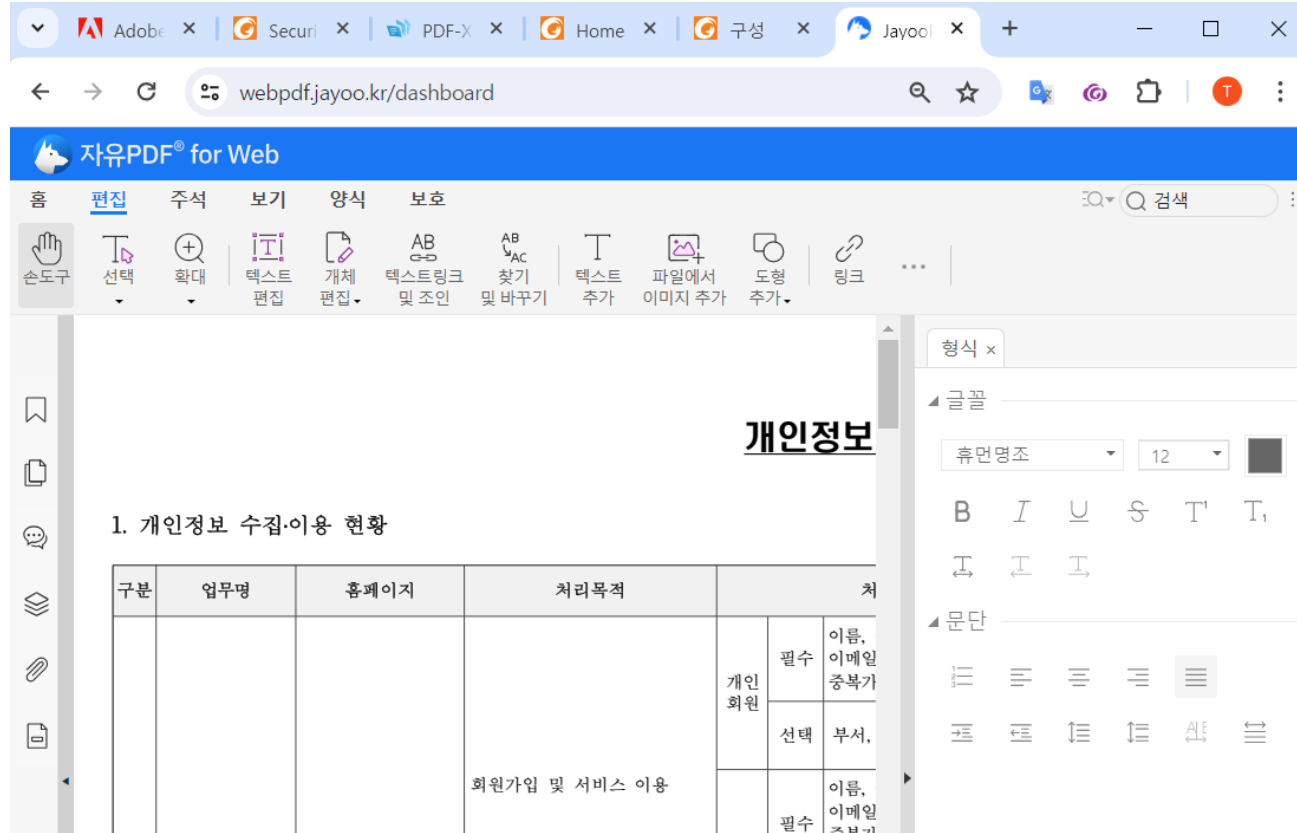 Adobe
Securi
PDF-X
Home
구성
Jayool
webpdf.jayoo.kr/dashboard
T
자유PDF® for Web
홈 편집 주석 보기 양식 보호
검색
손도구
선택
확대
텍스트
편집
개체
편집
텍스트링크
및 조인
찾기
및 바꾸기
텍스트
추가
파일에서
이미지 추가
도형
추가
링크
형식 ×
글꼴
휴먼명조
12
문단
개인정보
1. 개인정보 수집·이용 현황
구분 업무명 홈페이지 처리목적 처
회원가입 및 서비스 이용
개인
회원
필수
이름,
이메일
중복가
선택
부서,
필수
이름,
이메일